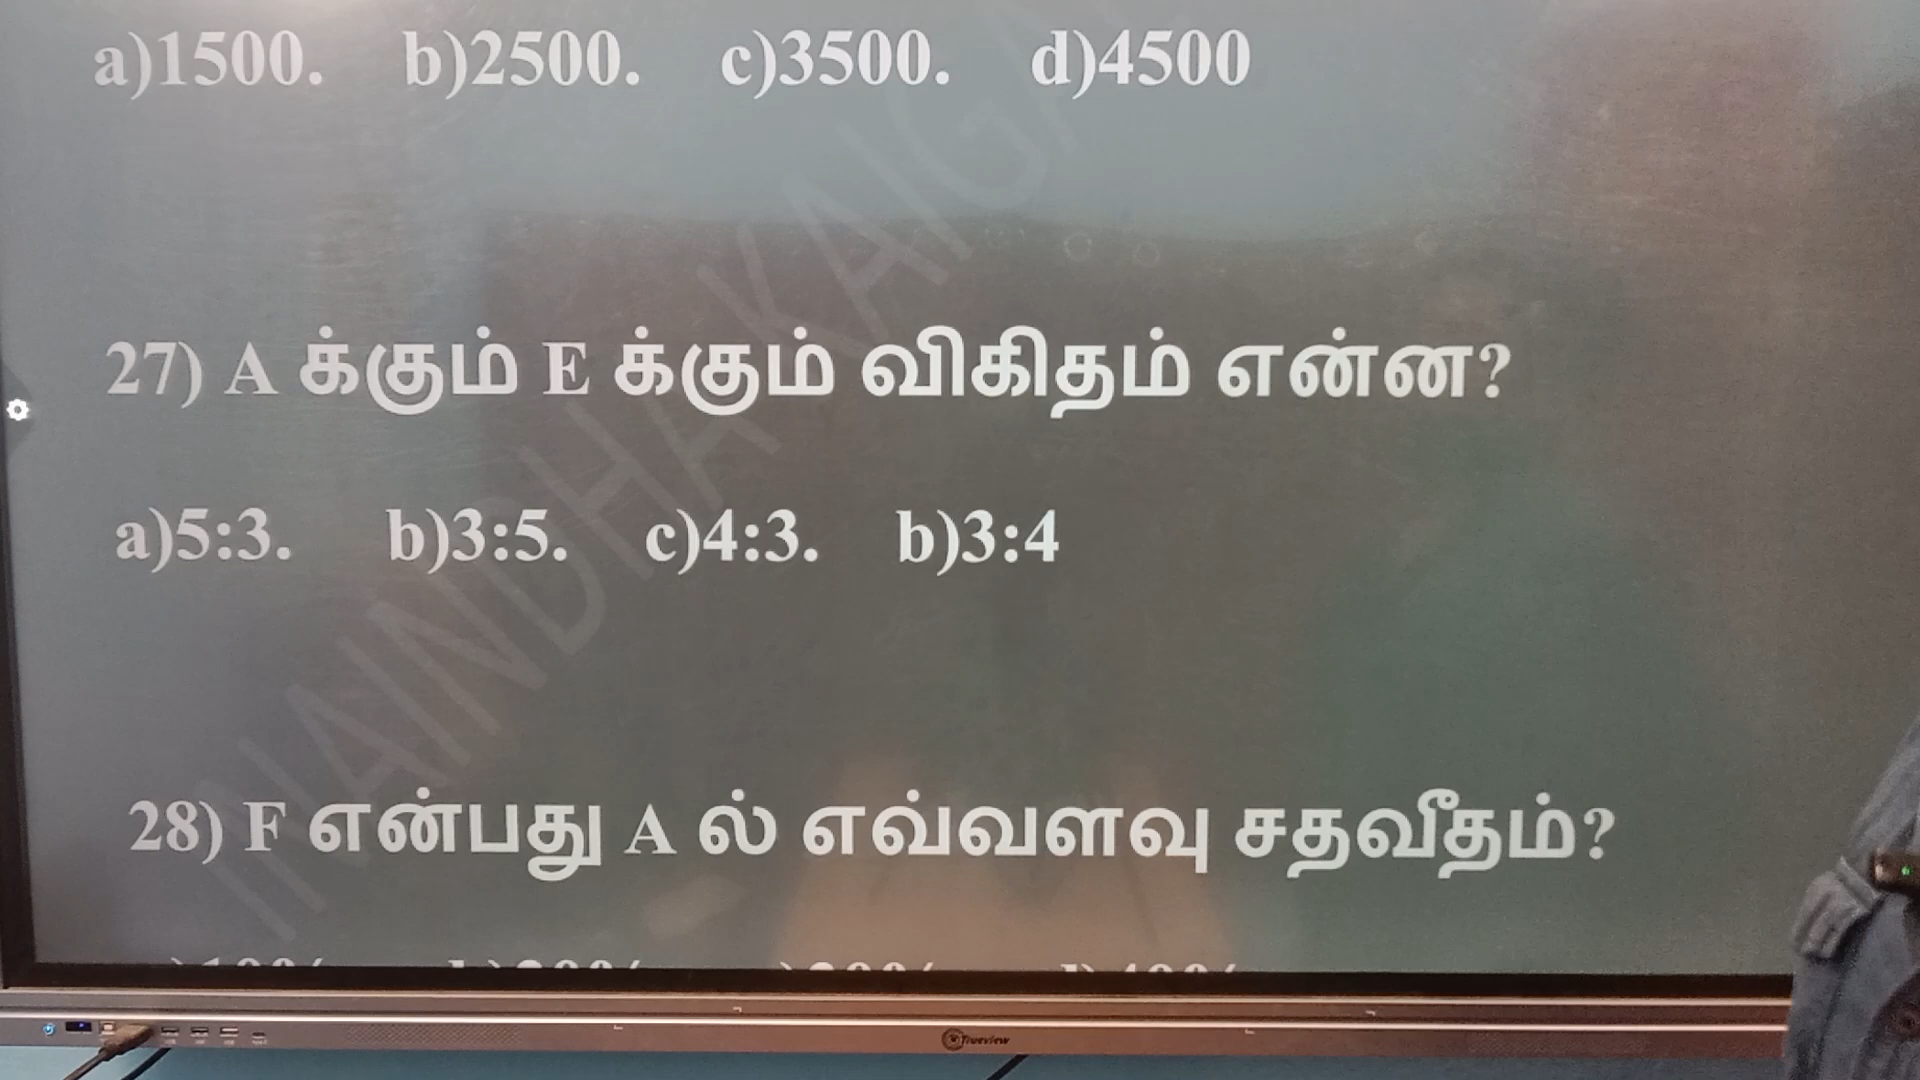 a)1500. b)2500. c)3500. d)4500
27) A க்கும் E க்கும் விகிதம் என்ன?
a)5:3. b)3:5. c)4:3. b)3:4
28) F என்பது A ல் எவ்வளவு சதவீதம்?
Trueview